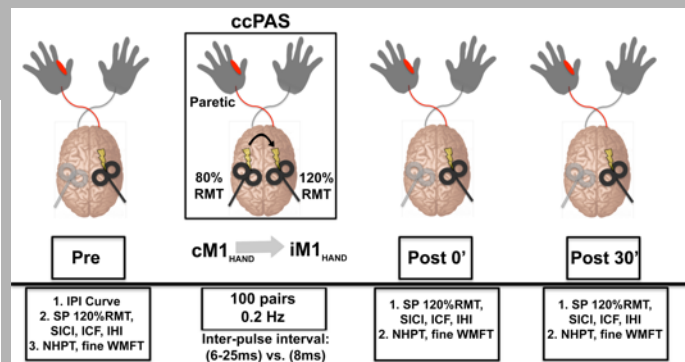 ccPAS
Paretic
80%
RMT
120%
RMT
Pre
cM1HAND
iM1HAND
Post 0’
Post 30’
1. IPI Curve
2. SP 120%RMT,
SICI, ICF, IHI
3. NHPT, fine WMFT
100 pairs
0.2 Hz
Inter-pulse interval:
(6-25ms) vs. (8ms)
1. SP 120%RMT,
SICI, ICF, IHI
2. NHPT, fine WMFT
1. SP 120%RMT,
SICI, ICF, IHI
2. NHPT, fine WMFT